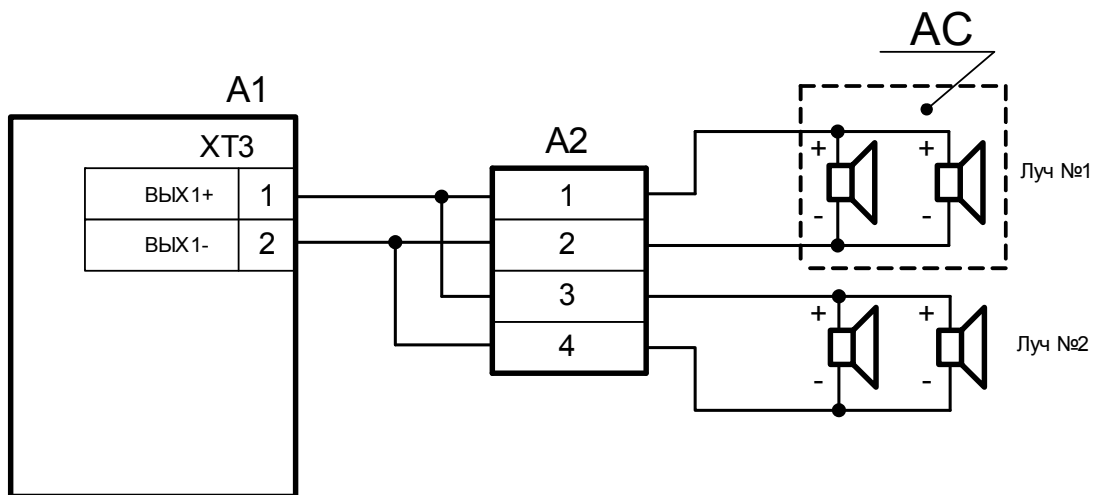 АС
А1
ХТ3
ВЫХ1+ 1
ВЫХ1- 2
А2
1
2
3
4
+ +
- -
Луч №1
+ +
- -
Луч №2